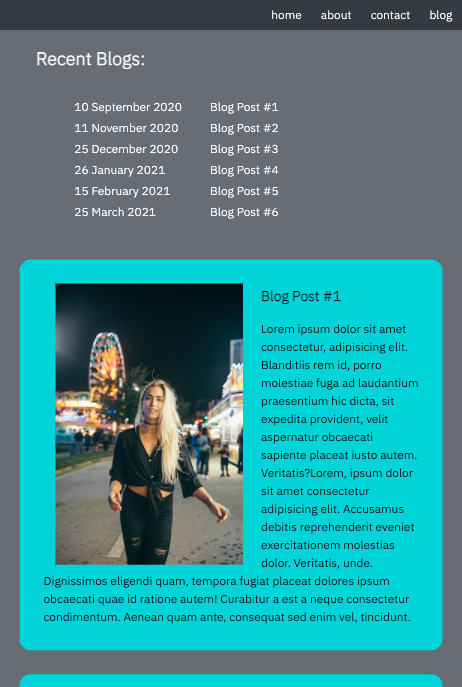 home about contact blog
Recent Blogs:
10 September 2020 Blog Post #1
11 November 2020 Blog Post #2
25 December 2020 Blog Post #3
26 January 2021 Blog Post #4
15 February 2021 Blog Post #5
25 March 2021 Blog Post #6
Blog Post #1
Lorem ipsum dolor sit amet
consectetur, adipisicing elit.
Blanditiis rem id, porro
molestiae fuga ad laudantium
praesentium hic dicta, sit
expedita provident, velit
aspernatur obcaecati
sapiente placeat iusto autem.
Veritatis?Lorem, ipsum dolor
sit amet consectetur
adipisicing elit. Accusamus
debitis reprehenderit eveniet
exercitationem molestias
dolor. Veritatis, unde.
Dignissimos eligendi quam, tempora fugiat placeat dolores ipsum
obcaecati quae id ratione autem! Curabitur a est a neque consectetur
condimentum. Aenean quam ante, consequat sed enim vel, tincidunt.